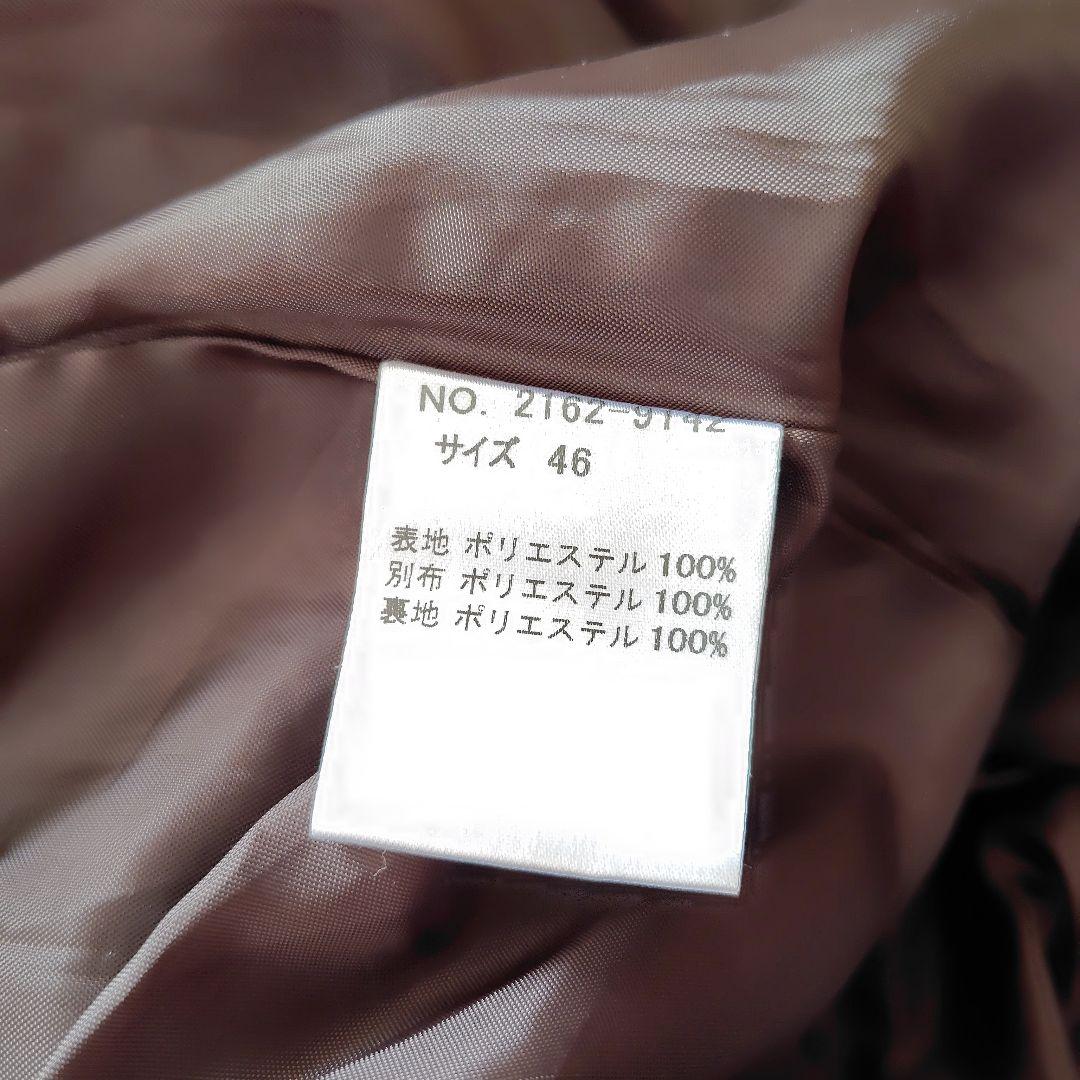 NO. 2162-9142
サイズ 46
表地 ポリエステル 100%
別布 ポリエステル 100%
裏地 ポリエステル 100%